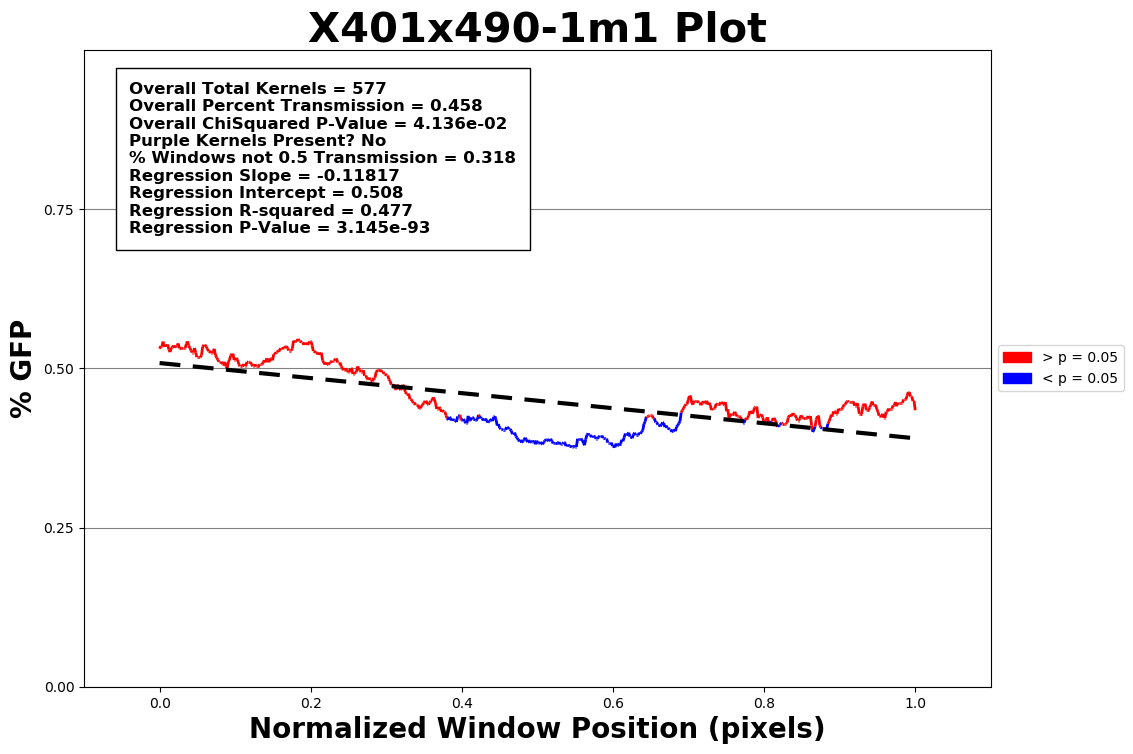 X401x490-1m1 Plot
Overall Total Kernels = 577
Overall Percent Transmission = 0.458
Overall ChiSquared P-Value = 4.136e-02
Purple Kernels Present? No
% Windows not 0.5 Transmission = 0.318
Regression Slope = -0.11817
Regression Intercept = 0.508
Regression R-squared = 0.477
Regression P-Value = 3.145e-93
% GFP
0.75
0.50
0.25
0.00
> p = 0.05
< p = 0.05
0.0 0.2 0.4 0.6 0.8 1.0
Normalized Window Position (pixels)